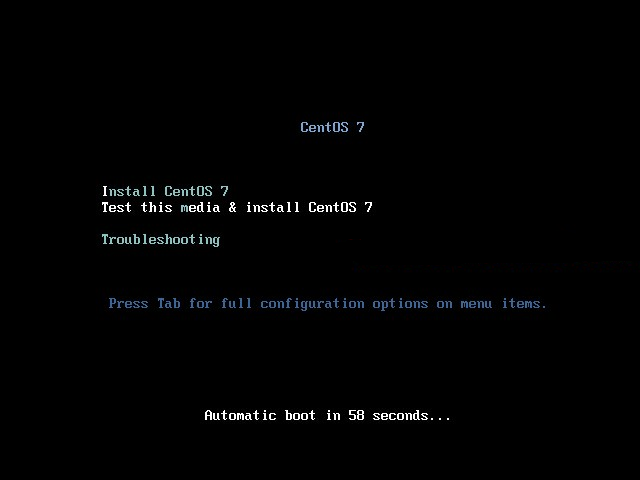 CentOS 7
Install CentOS 7
Test this media & install CentOS 7
Troubleshooting
Press Tab for full configuration options on menu items.
Automatic boot in 58 seconds...